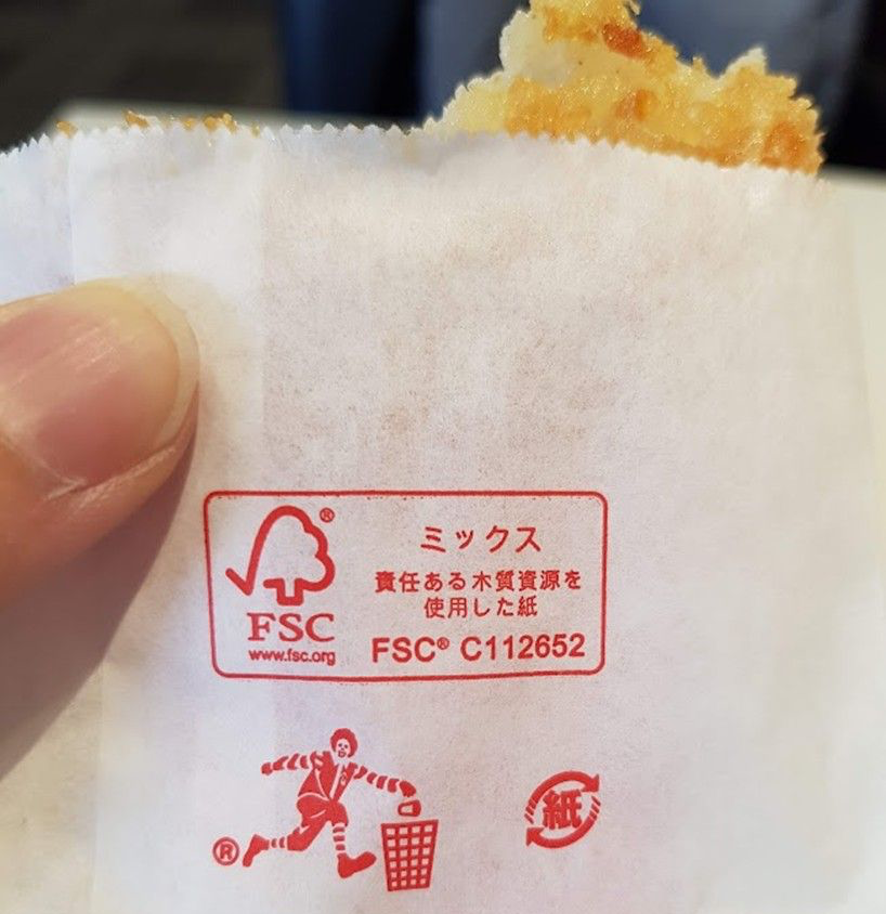 ミックス
責任ある木質資源を
使用した紙
FSC® C112652
®
FSC
www.fsc.org
®
紙